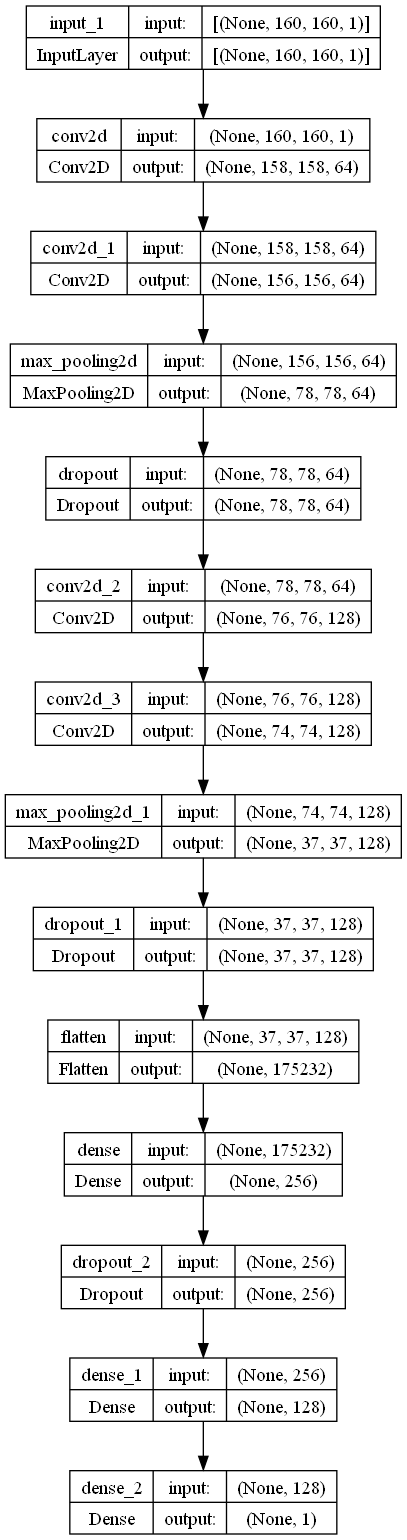 input_1 input: [(None, 160, 160, 1)]
InputLayer output: [(None, 160, 160, 1)]
conv2d input: (None, 160, 160, 1)
Conv2D output: (None, 158, 158, 64)
conv2d_1 input: (None, 158, 158, 64)
Conv2D output: (None, 156, 156, 64)
max_pooling2d input: (None, 156, 156, 64)
MaxPooling2D output: (None, 78, 78, 64)
dropout input: (None, 78, 78, 64)
Dropout output: (None, 78, 78, 64)
conv2d_2 input: (None, 78, 78, 64)
Conv2D output: (None, 76, 76, 128)
conv2d_3 input: (None, 76, 76, 128)
Conv2D output: (None, 74, 74, 128)
max_pooling2d_1 input: (None, 74, 74, 128)
MaxPooling2D output: (None, 37, 37, 128)
dropout_1 input: (None, 37, 37, 128)
Dropout output: (None, 37, 37, 128)
flatten input: (None, 37, 37, 128)
Flatten output: (None, 175232)
dense input: (None, 175232)
Dense output: (None, 256)
dropout_2 input: (None, 256)
Dropout output: (None, 256)
dense_1 input: (None, 256)
Dense output: (None, 128)
dense_2 input: (None, 128)
Dense output: (None, 1)